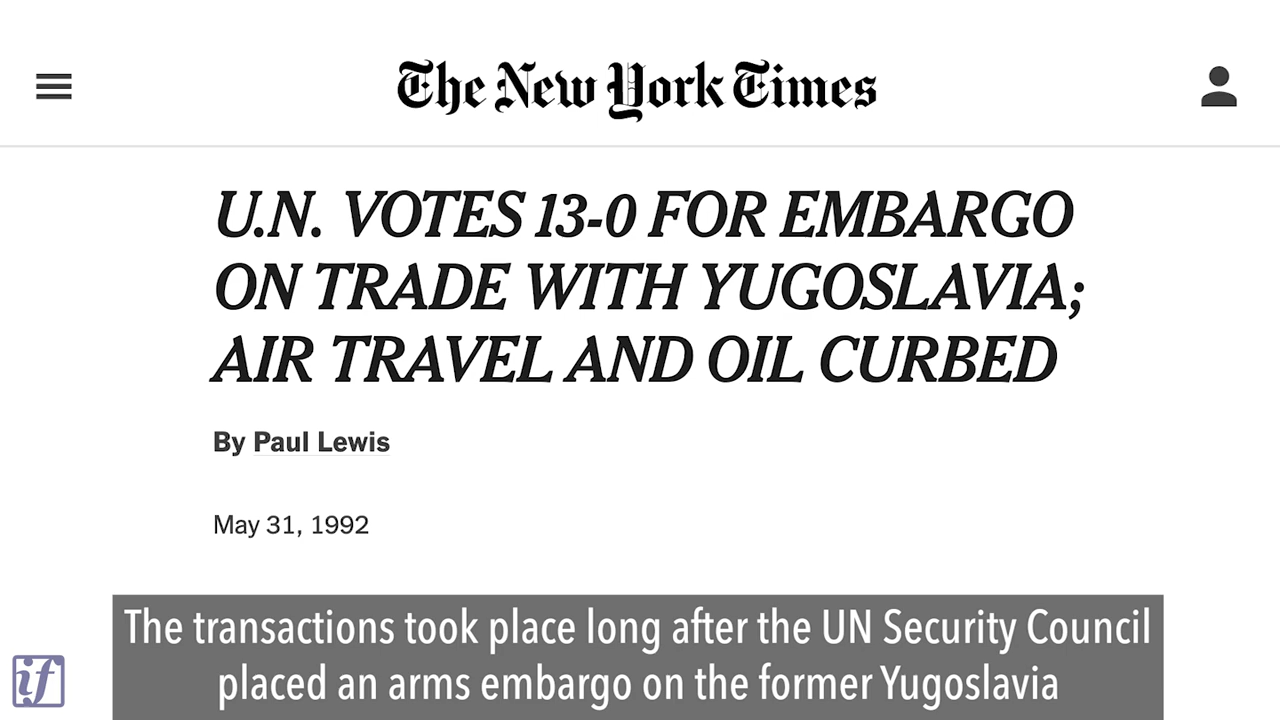 The New York Times
U.N. VOTES 13-0 FOR EMBARGO
ON TRADE WITH YUGOSLAVIA;
AIR TRAVEL AND OIL CURBED
By Paul Lewis
May 31, 1992
The transactions took place long after the UN Security Council
placed an arms embargo on the former Yugoslavia
if